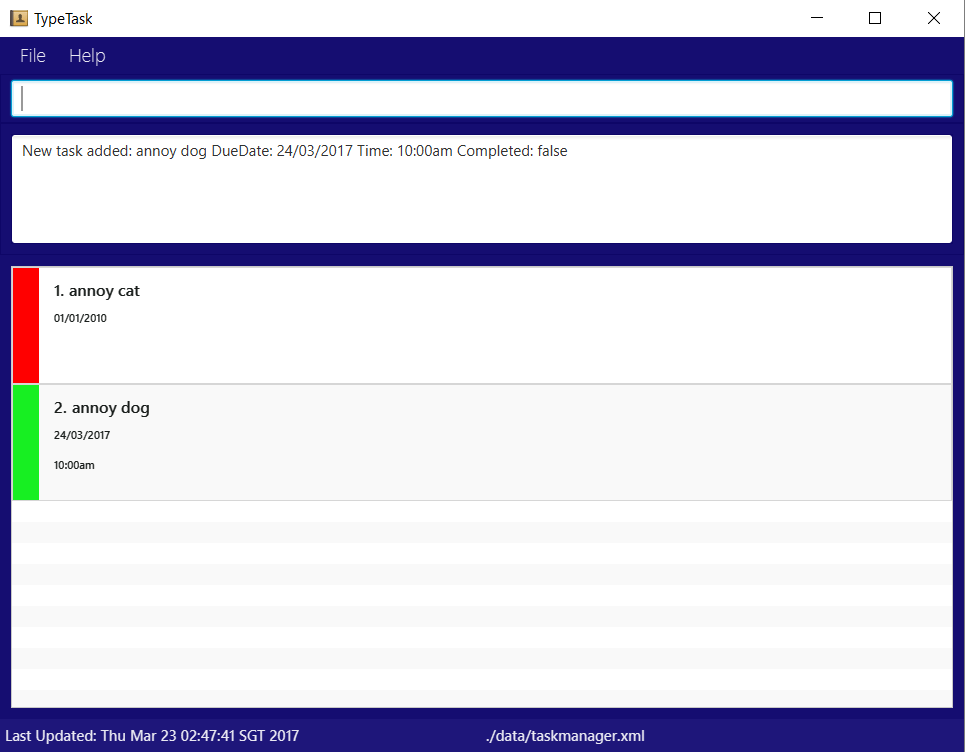 TypeTask
File Help
New task added: annoy dog DueDate: 24/03/2017 Time: 10:00am Completed: false
1. annoy cat
01/01/2010
2. annoy dog
24/03/2017
10:00am
Last Updated: Thu Mar 23 02:47:41 SGT 2017 ./data/taskmanager.xml